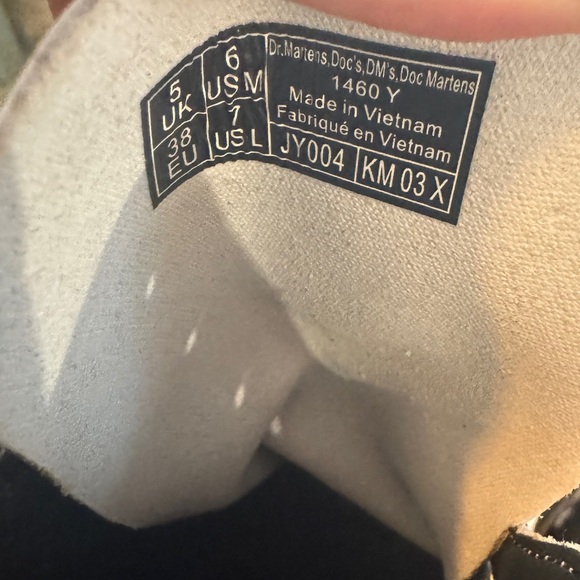 5
UK
38
EU
6
US M
7
US L
Dr.Martens,Doc's,DM's,Doc Martens
1460 Y
Made in Vietnam
Fabriqué en Vietnam
JY004
KM 03 X